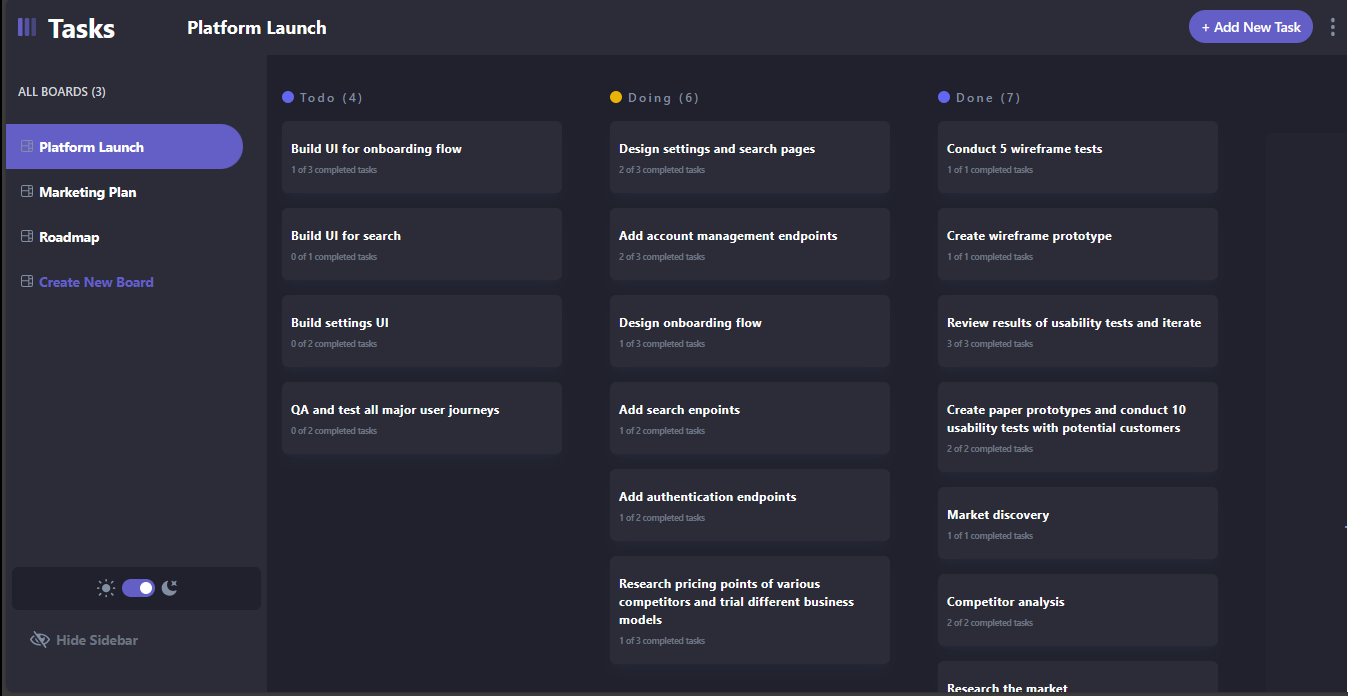 Tasks
Platform Launch
+ Add New Task
ALL BOARDS (3)
Platform Launch
Marketing Plan
Roadmap
Create New Board
Hide Sidebar
Todo (4)
Build UI for onboarding flow
1 of 3 completed tasks
Build UI for search
0 of 1 completed tasks
Build settings UI
0 of 2 completed tasks
QA and test all major user journeys
0 of 2 completed tasks
Doing (6)
Design settings and search pages
2 of 3 completed tasks
Add account management endpoints
2 of 3 completed tasks
Design onboarding flow
1 of 3 completed tasks
Add search enpoints
1 of 2 completed tasks
Add authentication endpoints
1 of 2 completed tasks
Research pricing points of various
competitors and trial different business
models
1 of 3 completed tasks
Done (7)
Conduct 5 wireframe tests
1 of 1 completed tasks
Create wireframe prototype
1 of 1 completed tasks
Review results of usability tests and iterate
3 of 3 completed tasks
Create paper prototypes and conduct 10
usability tests with potential customers
2 of 2 completed tasks
Market discovery
1 of 1 completed tasks
Competitor analysis
2 of 2 completed tasks
Research the market